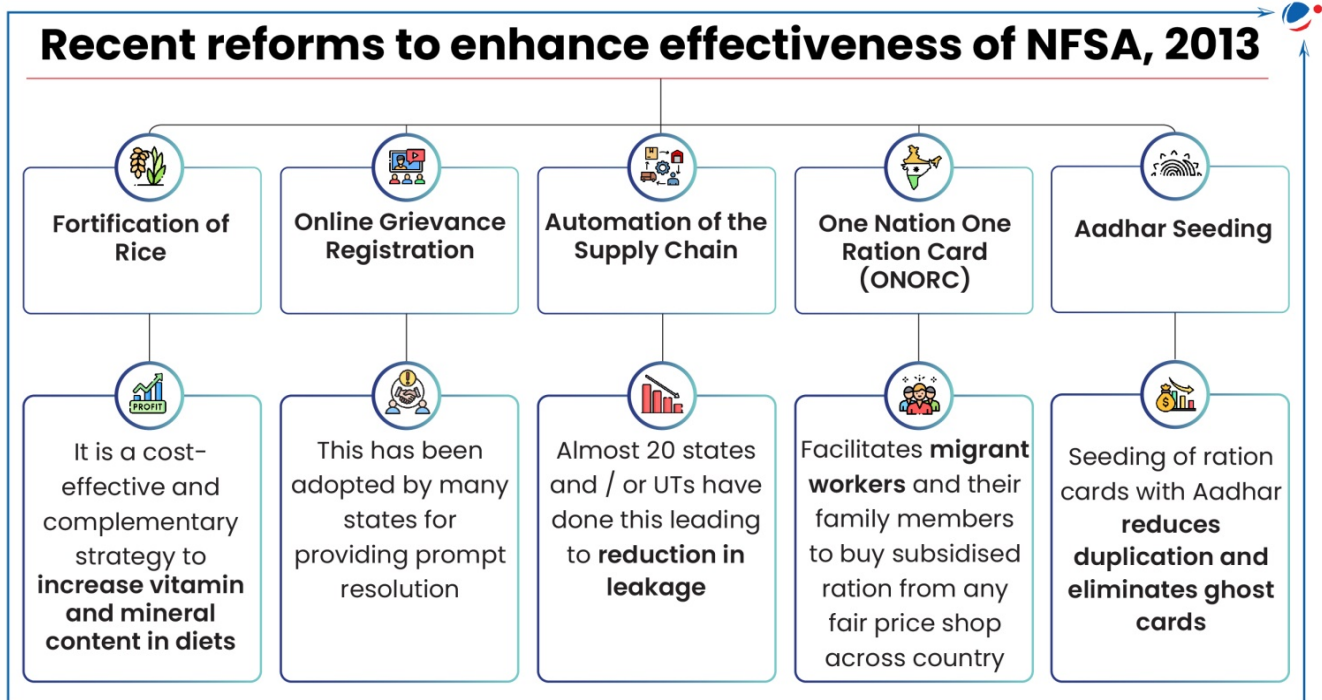 Recent reforms to enhance effectiveness of NFSA, 2013
Fortification of
Rice
Online Grievance
Registration
Automation of the
Supply Chain
One Nation One
Ration Card
(ONORC)
Aadhar Seeding
PROFIT
It is a cost-
effective and
complementary
strategy to
increase vitamin
and mineral
content in diets
This has been
adopted by many
states for
providing prompt
resolution
Almost 20 states
and / or UTs have
done this leading
to reduction in
leakage
Facilitates migrant
workers and their
family members
to buy subsidised
ration from any
fair price shop
across country
$
Seeding of ration
cards with Aadhar
reduces
duplication and
eliminates ghost
cards